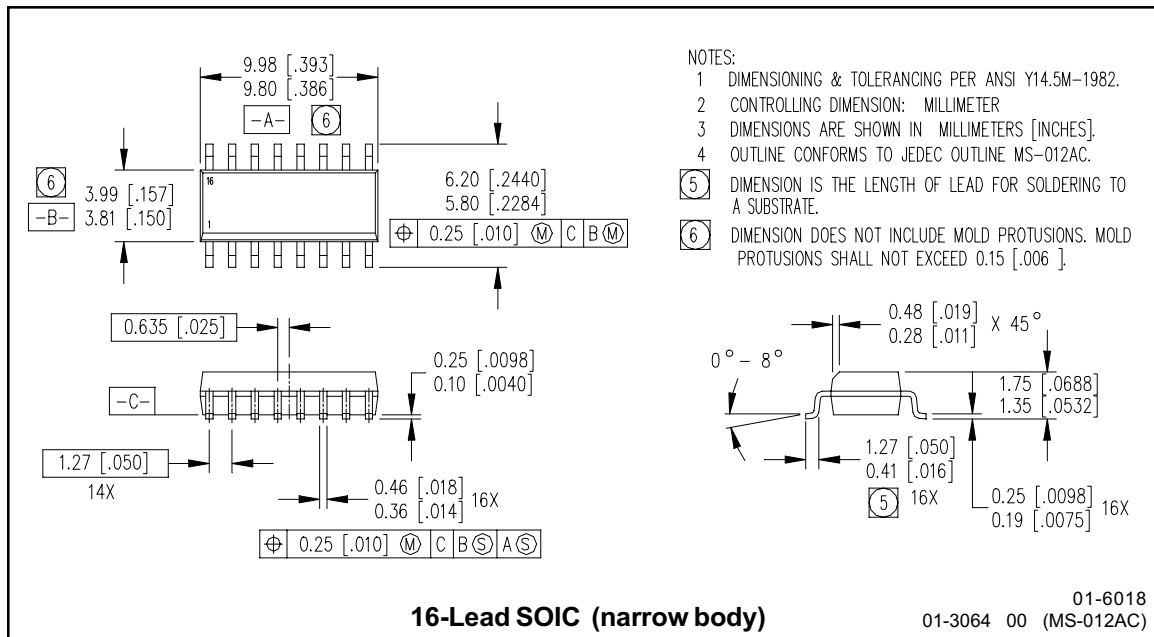 9.98 [.393]
9.80 [.386]
-A- 6
6
3.99 [.157]
-B- 3.81 [.150]
16
1
6.20 [.2440]
5.80 [.2284]
⌖ 0.25 [.010] Ⓜ C B Ⓜ
NOTES:
1 DIMENSIONING & TOLERANCING PER ANSI Y14.5M-1982.
2 CONTROLLING DIMENSION: MILLIMETER
3 DIMENSIONS ARE SHOWN IN MILLIMETERS [INCHES].
4 OUTLINE CONFORMS TO JEDEC OUTLINE MS-012AC.
5 DIMENSION IS THE LENGTH OF LEAD FOR SOLDERING TO
A SUBSTRATE.
6 DIMENSION DOES NOT INCLUDE MOLD PROTUSIONS. MOLD
PROTUSIONS SHALL NOT EXCEED 0.15 [.006 ].
0.635 [.025]
0.25 [.0098]
0.10 [.0040]
-C-
1.27 [.050]
14X
0.46 [.018]
0.36 [.014] 16X
⌖ 0.25 [.010] Ⓜ C B Ⓢ A Ⓢ
0.48 [.019]
0.28 [.011] X 45°
0°- 8°
1.75 [.0688]
1.35 [.0532]
1.27 [.050]
0.41 [.016]
5 16X
0.25 [.0098]
0.19 [.0075] 16X
16-Lead SOIC (narrow body)
01-6018
01-3064 00 (MS-012AC)